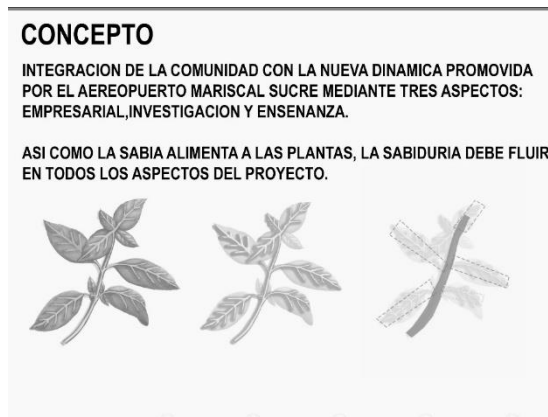 CONCEPTO
INTEGRACION DE LA COMUNIDAD CON LA NUEVA DINAMICA PROMOVIDA
POR EL AEREOPUERTO MARISCAL SUCRE MEDIANTE TRES ASPECTOS:
EMPRESARIAL,INVESTIGACION Y ENSENANZA.
ASI COMO LA SABIA ALIMENTA A LAS PLANTAS, LA SABIDURIA DEBE FLUIR
EN TODOS LOS ASPECTOS DEL PROYECTO.